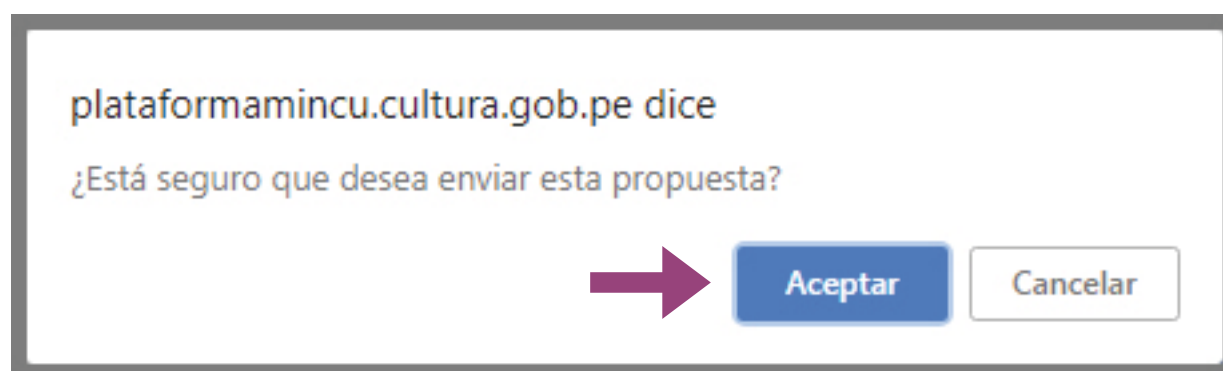 plataformamincu.cultura.gob.pe dice
¿Está seguro que desea enviar esta propuesta?
Aceptar
Cancelar